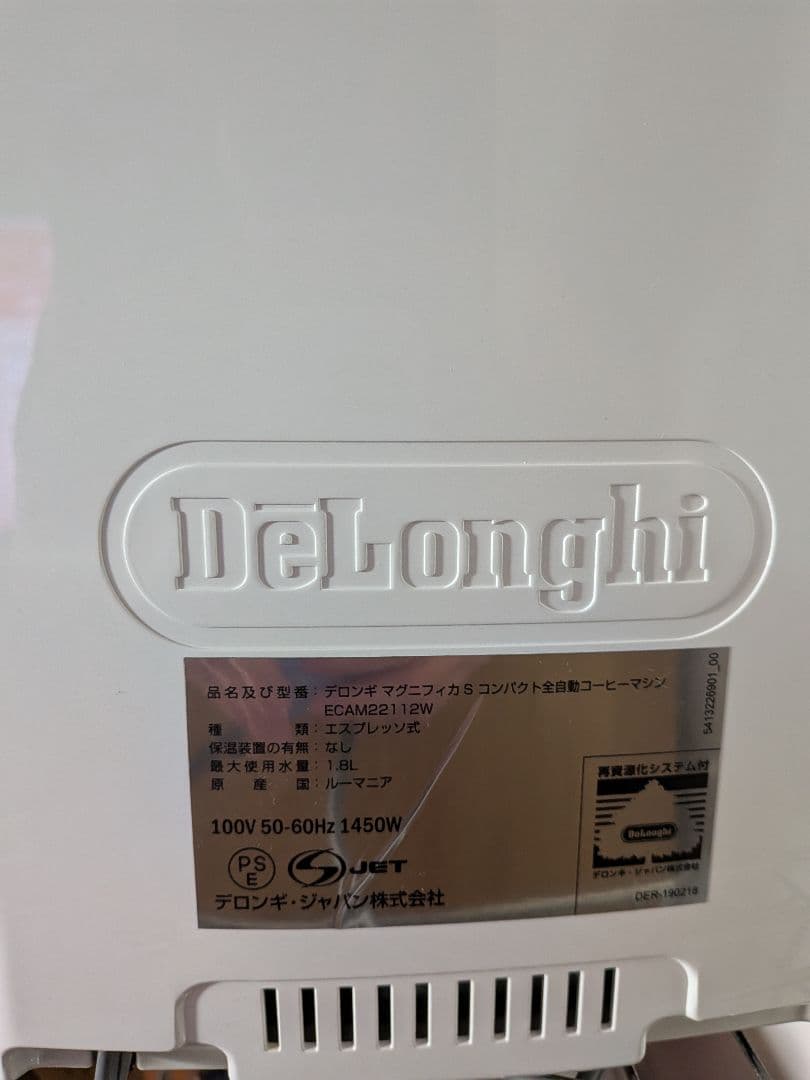 DēLonghi
品名及び型番：デロンギ マグニフィカS コンパクト全自動コーヒーマシン
ECAM22112W
種類：エスプレッソ式
保温装置の有無：なし
最大使用水量：1.8L
原産国：ルーマニア
100V 50-60Hz 1450W
PSE
JET
デロンギ・ジャパン株式会社
5413226901_00
再資源化システム付
DeLonghi
デロンギ・ジャパン株式会社
DER-190218